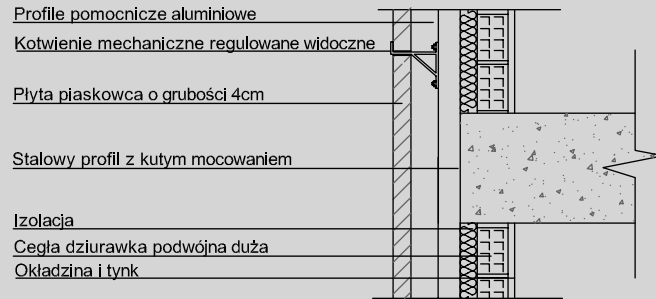 Profile pomocnicze aluminiowe
Kotwienie mechaniczne regulowane widoczne
Płyta piaskowca o grubości 4cm
Stalowy profil z kutym mocowaniem
Izolacja
Cegła dziurawka podwójna duża
Okładzina i tynk